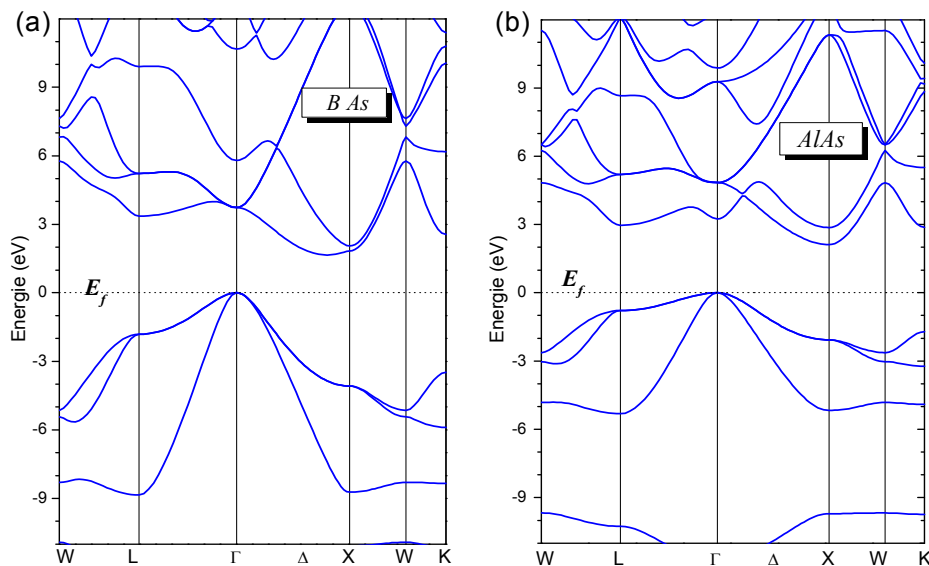 (a)
B As
E_f
Energie (eV)
9
6
3
0
-3
-6
-9
W L Γ Δ X W K
(b)
AlAs
E_f
Energie (eV)
9
6
3
0
-3
-6
-9
W L Γ Δ X W K